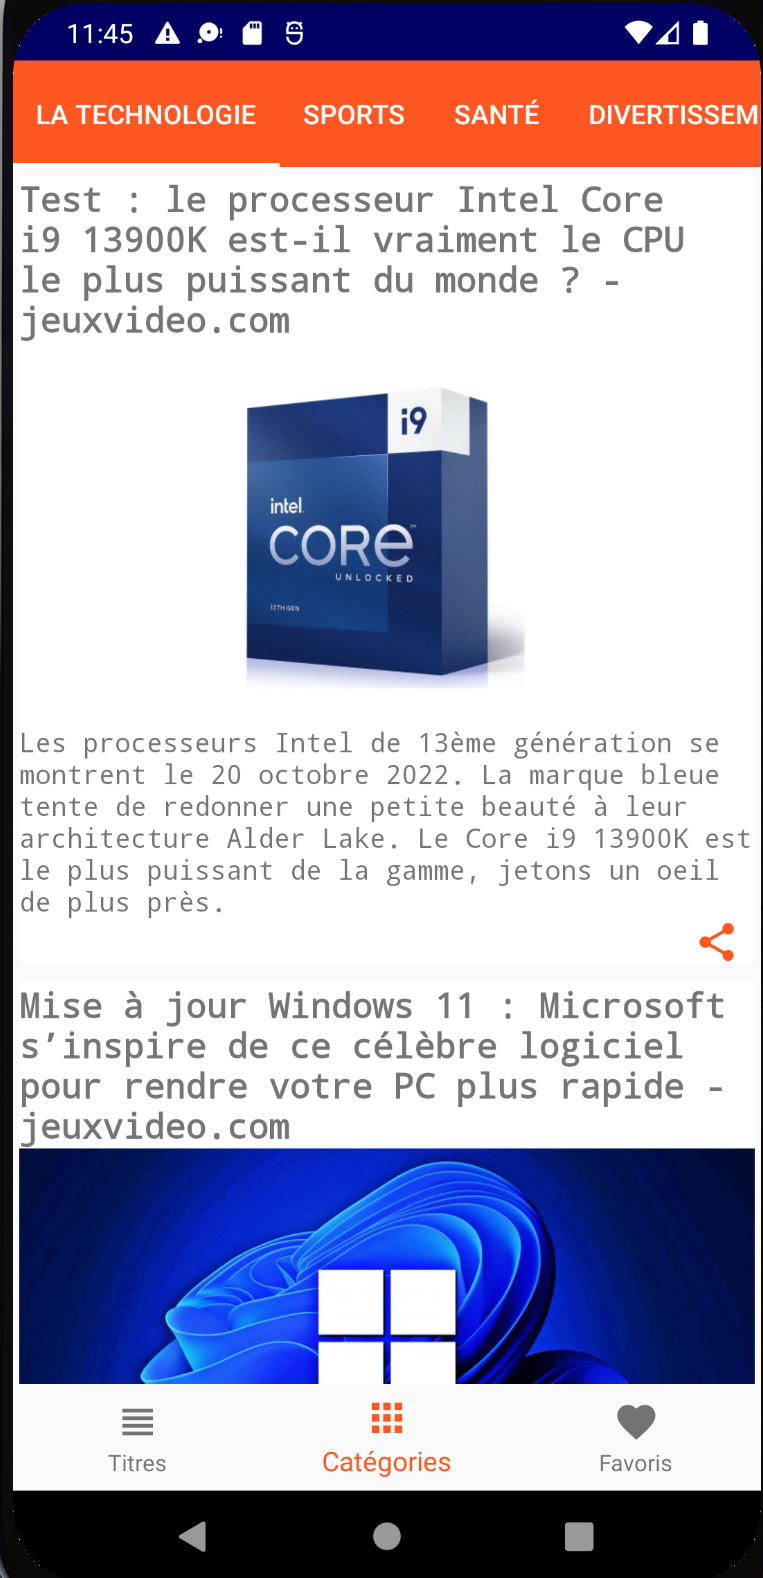 11:45
LA TECHNOLOGIE SPORTS SANTÉ DIVERTISSEM
Test : le processeur Intel Core
i9 13900K est-il vraiment le CPU
le plus puissant du monde ? -
jeuxvideo.com
i9
intel
CORE
UNLOCKED
13TH GEN
Les processeurs Intel de 13ème génération se
montrent le 20 octobre 2022. La marque bleue
tente de redonner une petite beauté à leur
architecture Alder Lake. Le Core i9 13900K est
le plus puissant de la gamme, jetons un oeil
de plus près.
Mise à jour Windows 11 : Microsoft
s’inspire de ce célèbre logiciel
pour rendre votre PC plus rapide -
jeuxvideo.com
Titres Catégories Favoris